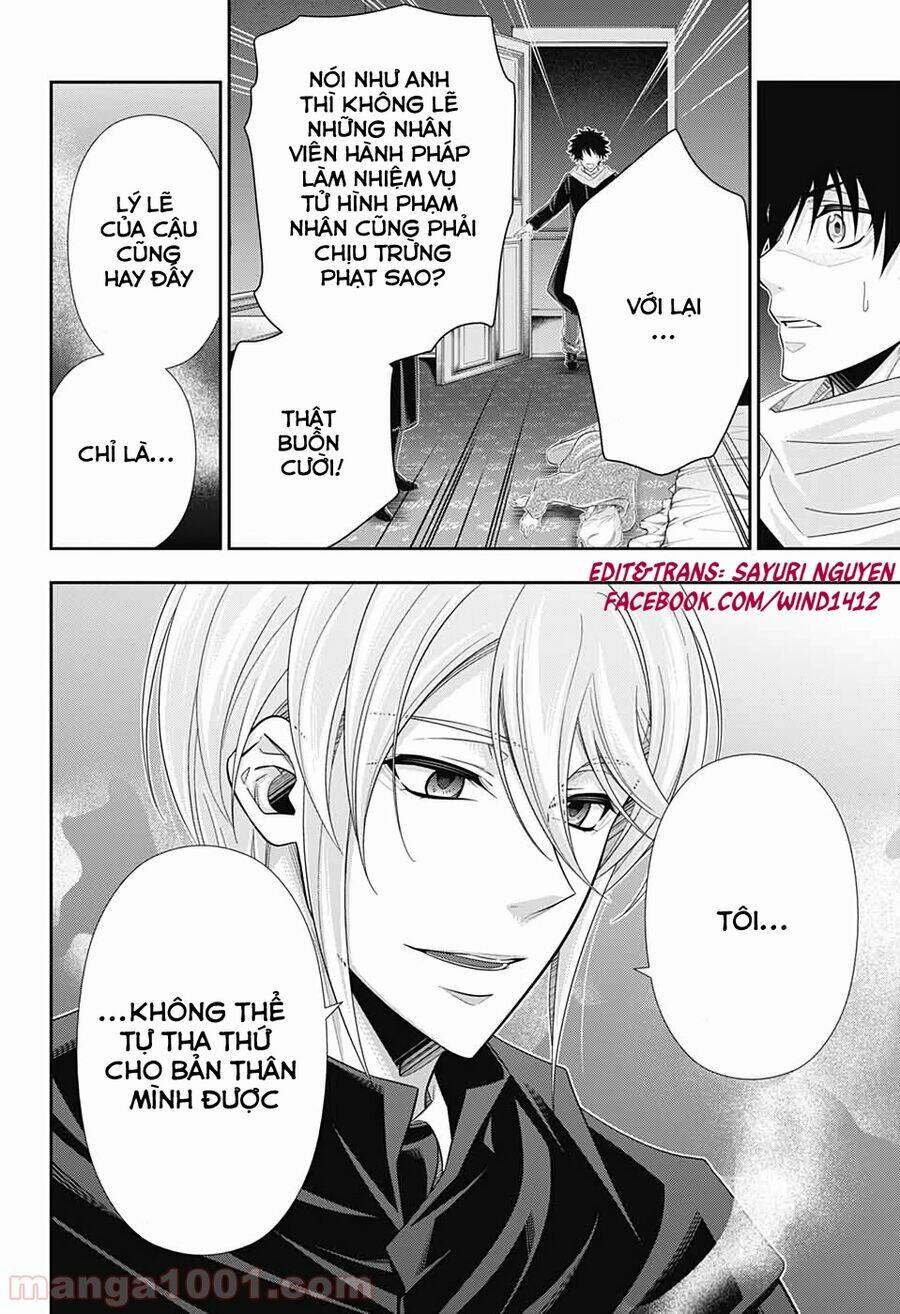 VỚI LẠI
...
NÓI NHƯ ANH
THÌ KHÔNG LẼ
NHỮNG NHÂN
VIÊN HÀNH PHÁP
LÀM NHIỆM VỤ
TỬ HÌNH PHẠM
NHÂN CŨNG PHẢI
CHỊU TRỪNG
PHẠT SAO?
THẬT
BUỒN
CƯỜI!
LÝ LẼ
CỦA CẬU
CŨNG
HAY ĐẤY
CHỈ LÀ...
EDIT&TRANS: SAYURI NGUYEN
FACEBOOK.COM/WIND1412
TÔI...
...KHÔNG THỂ
TỰ THA THỨ
CHO BẢN THÂN
MÌNH ĐƯỢC
manga1001.com